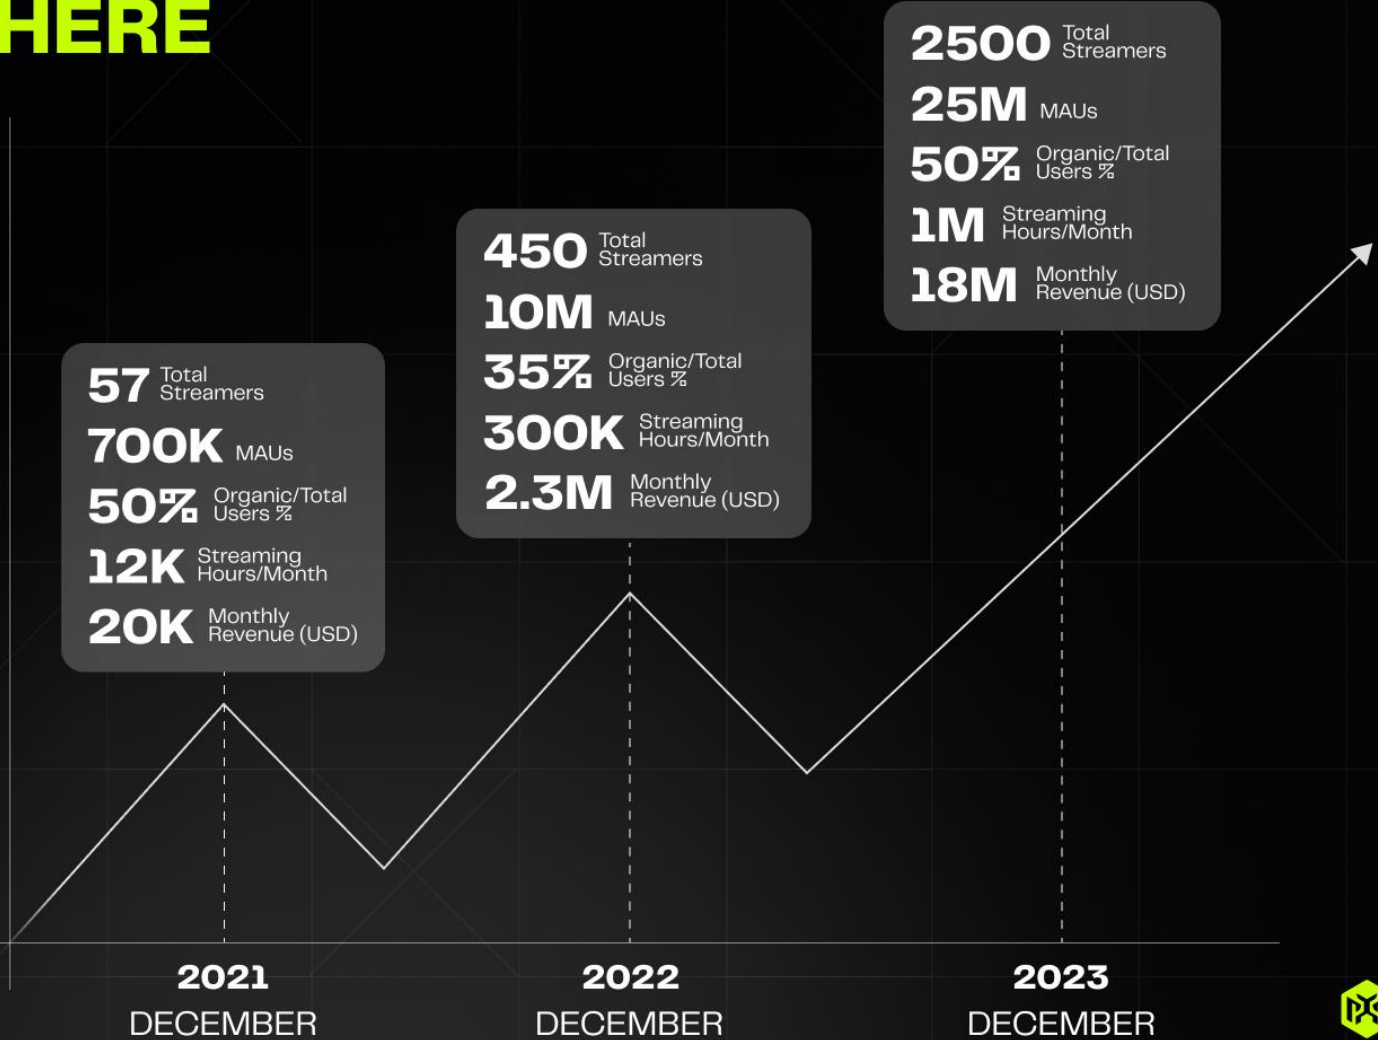 HERE
2500 Total
Streamers
25M MAUs
50% Organic/Total
Users %
1M Streaming
Hours/Month
18M Monthly
Revenue (USD)
450 Total
Streamers
10M MAUs
35% Organic/Total
Users %
300K Streaming
Hours/Month
2.3M Monthly
Revenue (USD)
57 Total
Streamers
700K MAUs
50% Organic/Total
Users %
12K Streaming
Hours/Month
20K Monthly
Revenue (USD)
2021
DECEMBER
2022
DECEMBER
2023
DECEMBER